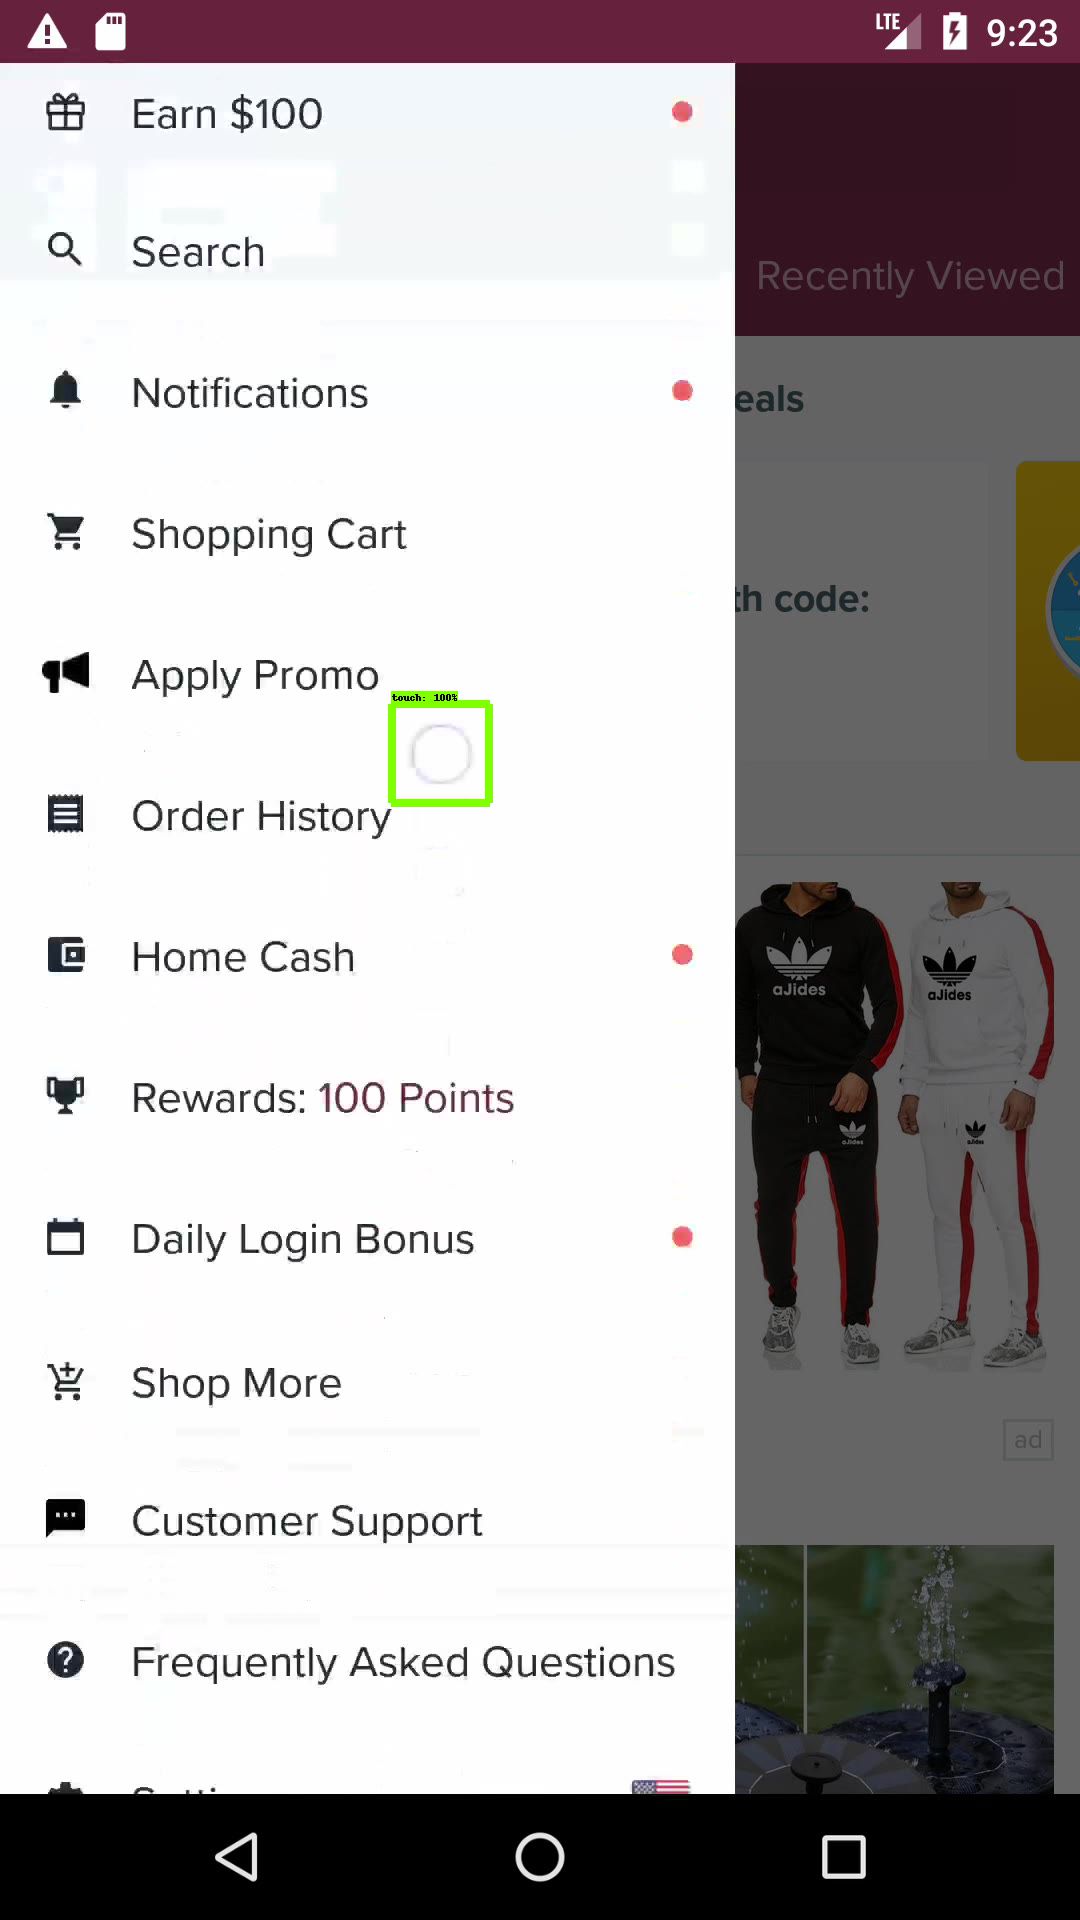 LTE 9:23
Earn $100
Search
Recently Viewed
Notifications
eals
Shopping Cart
th code:
Apply Promo
touch: 100%
Order History
Home Cash
aJides
aJides
Rewards: 100 Points
aJides
aJides
Daily Login Bonus
Shop More
ad
Customer Support
Frequently Asked Questions